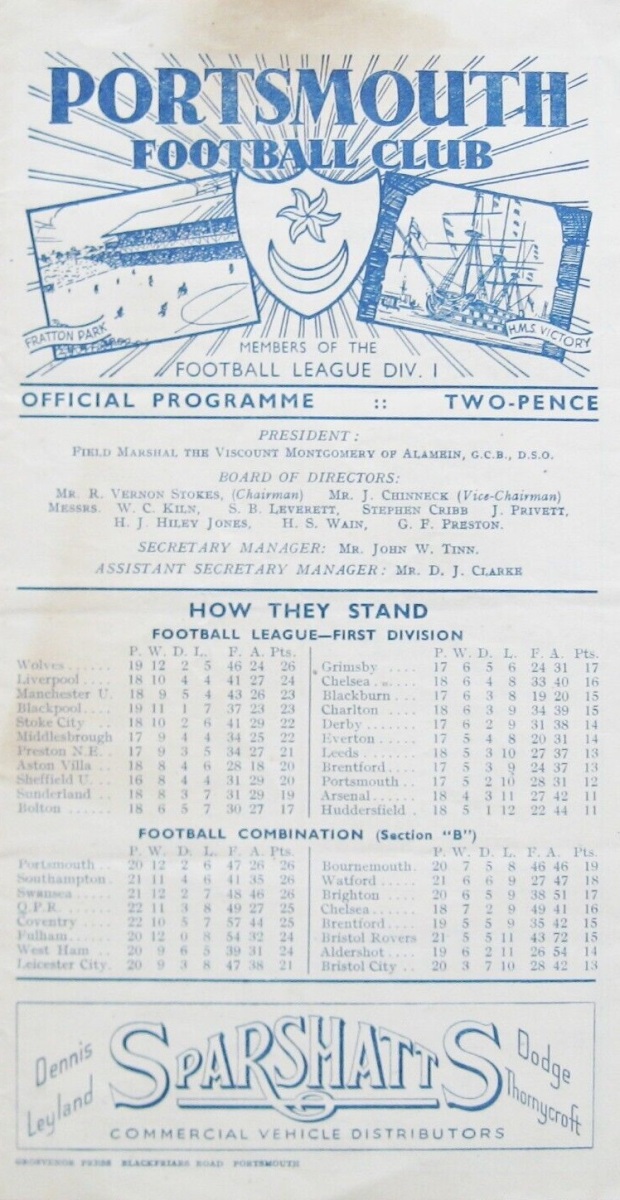 PORTSMOUTH
FOOTBALL CLUB
FRATTON PARK
H.M.S. VICTORY
MEMBERS OF THE
FOOTBALL LEAGUE DIV. I
OFFICIAL PROGRAMME :: TWO-PENCE
PRESIDENT:
FIELD MARSHAL THE VISCOUNT MONTGOMERY OF ALAMEIN, G.C.B., D.S.O.
BOARD OF DIRECTORS:
MR. R. VERNON STOKES, (Chairman) MR. J. CHINNECK (Vice-Chairman)
MESSRS. W. C. KILN, S. B. LEVERETT, STEPHEN CRIBB J. PRIVETT,
H. J. HILEY JONES, H. S. WAIN, G. F. PRESTON.
SECRETARY MANAGER: MR. JOHN W. TINN.
ASSISTANT SECRETARY MANAGER: MR. D. J. CLARKE
HOW THEY STAND
FOOTBALL LEAGUE—FIRST DIVISION
P. W. D. L. F. A. Pts.
Wolves ...... 19 12 2 5 46 24 26
Liverpool ..... 18 10 4 4 41 27 24
Manchester U. 18 9 5 4 43 26 23
Blackpool.... 19 11 1 7 37 23 23
Stoke City .. 18 10 2 6 41 29 22
Middlesbrough 17 9 4 4 34 25 22
Preston N.E. . 17 9 3 5 34 27 21
Aston Villa .. 18 8 4 6 28 18 20
Sheffield U. .. 16 8 4 4 31 29 20
Sunderland .. 18 8 3 7 31 29 19
Bolton ...... 18 6 5 7 30 27 17
P. W. D. L. F. A. Pts.
Grimsby .... 17 6 5 6 24 31 17
Chelsea .... 18 6 4 8 33 40 16
Blackburn ... 17 6 3 8 19 20 15
Charlton .... 18 6 3 9 34 39 15
Derby ....... 17 6 2 9 31 38 14
Everton ...... 17 5 4 8 20 31 14
Leeds ....... 18 5 3 10 27 37 13
Brentford.... 17 5 3 9 24 37 13
Portsmouth .. 17 5 2 10 28 31 12
Arsenal ...... 18 4 3 11 27 42 11
Huddersfield . 18 5 1 12 22 44 11
FOOTBALL COMBINATION (Section "B")
P. W. D. L. F. A. Pts.
Portsmouth .. 20 12 2 6 47 26 26
Southampton . 21 11 4 6 41 35 26
Swansea .... 21 12 2 7 48 46 26
Q.P.R. ...... 22 11 3 8 49 27 25
Coventry .... 22 10 5 7 57 44 25
Fulham...... 20 12 0 8 54 32 24
West Ham .. 20 9 6 5 39 31 24
Leicester City. 20 9 3 8 47 38 21
P. W. D. L. F. A. Pts.
Bournemouth. 20 7 5 8 46 46 19
Watford ..... 21 6 6 9 27 47 18
Brighton .... 20 6 5 9 38 51 17
Chelsea ..... 18 7 2 9 49 41 16
Brentford.... 19 5 5 9 35 42 15
Bristol Rovers 21 5 5 11 43 72 15
Aldershot .... 19 6 2 11 26 54 14
Bristol City .. 20 3 7 10 28 42 13
Dennis
Leyland
SPARSHATTS
Dodge
Thornycroft
COMMERCIAL VEHICLE DISTRIBUTORS
GROSVENOR PRESS BLACKFRIARS ROAD PORTSMOUTH